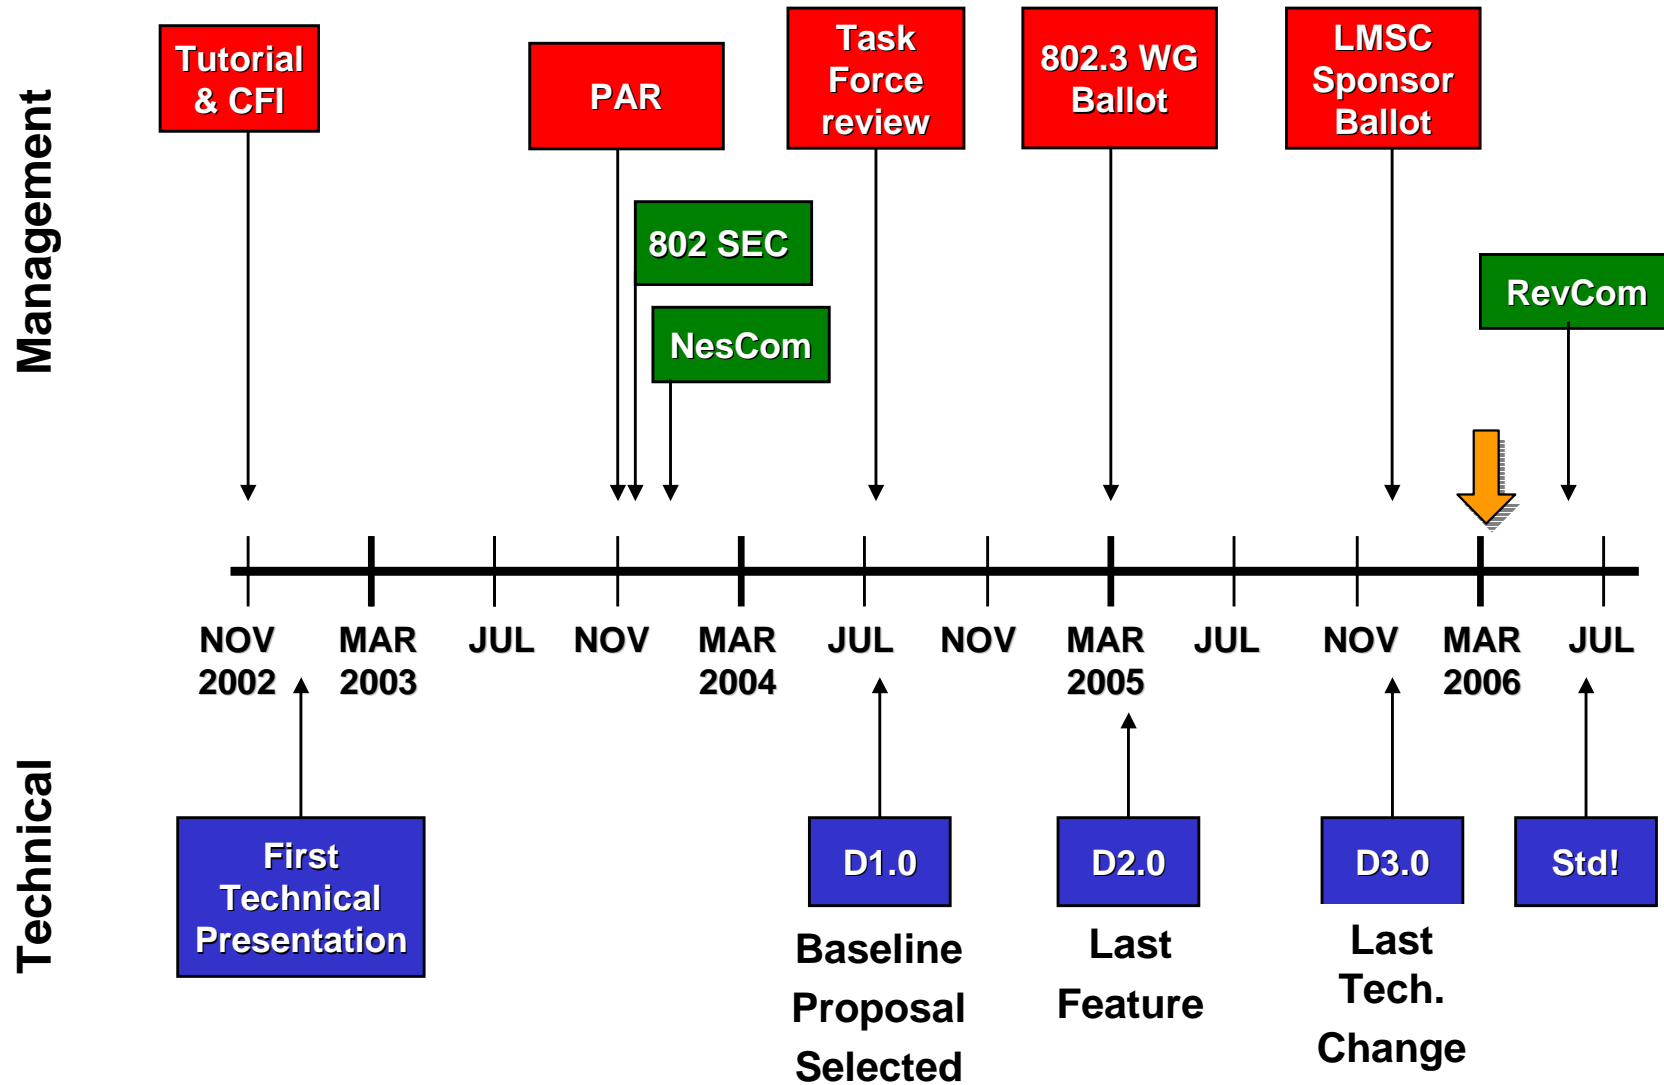 Management
Tutorial
& CFI
PAR
Task
Force
review
802.3 WG
Ballot
LMSC
Sponsor
Ballot
802 SEC
NesCom
RevCom
NOV
2002
MAR
2003
JUL
NOV
MAR
2004
JUL
NOV
MAR
2005
JUL
NOV
MAR
2006
JUL
Technical
First
Technical
Presentation
D1.0
Baseline
Proposal
Selected
D2.0
Last
Feature
D3.0
Last
Tech.
Change
Std!